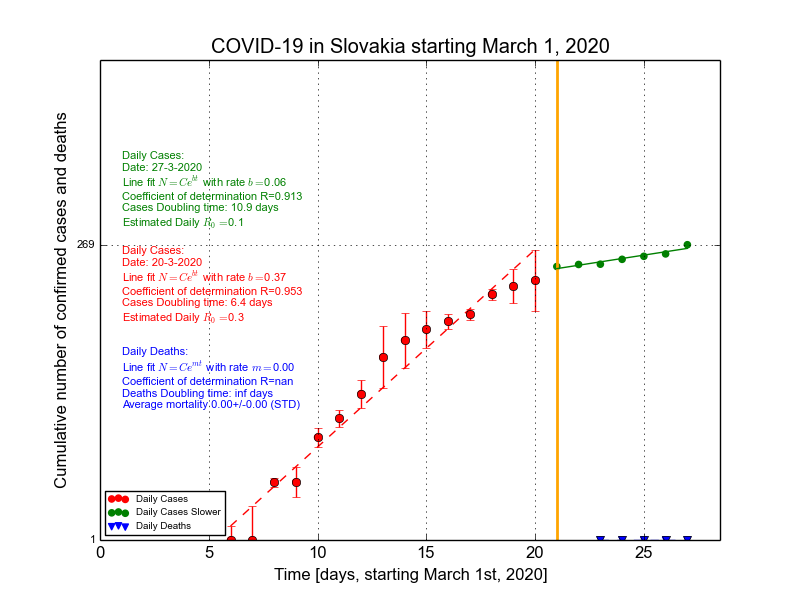 COVID-19 in Slovakia starting March 1, 2020
Cumulative number of confirmed cases and deaths
Daily Cases:
Date: 27-3-2020
Line fit N = Ce^{bt} with rate b =0.06
Coefficient of determination R=0.913
Cases Doubling time: 10.9 days
Estimated Daily R_0 =0.1
269
Daily Cases:
Date: 20-3-2020
Line fit N = Ce^{bt} with rate b =0.37
Coefficient of determination R=0.953
Cases Doubling time: 6.4 days
Estimated Daily R_0 =0.3
Daily Deaths:
Line fit N = Ce^{mt} with rate m =0.00
Coefficient of determination R=nan
Deaths Doubling time: inf days
Average mortality:0.00+/-0.00 (STD)
Daily Cases
Daily Cases Slower
Daily Deaths
1
0 5 10 15 20 25
Time [days, starting March 1st, 2020]